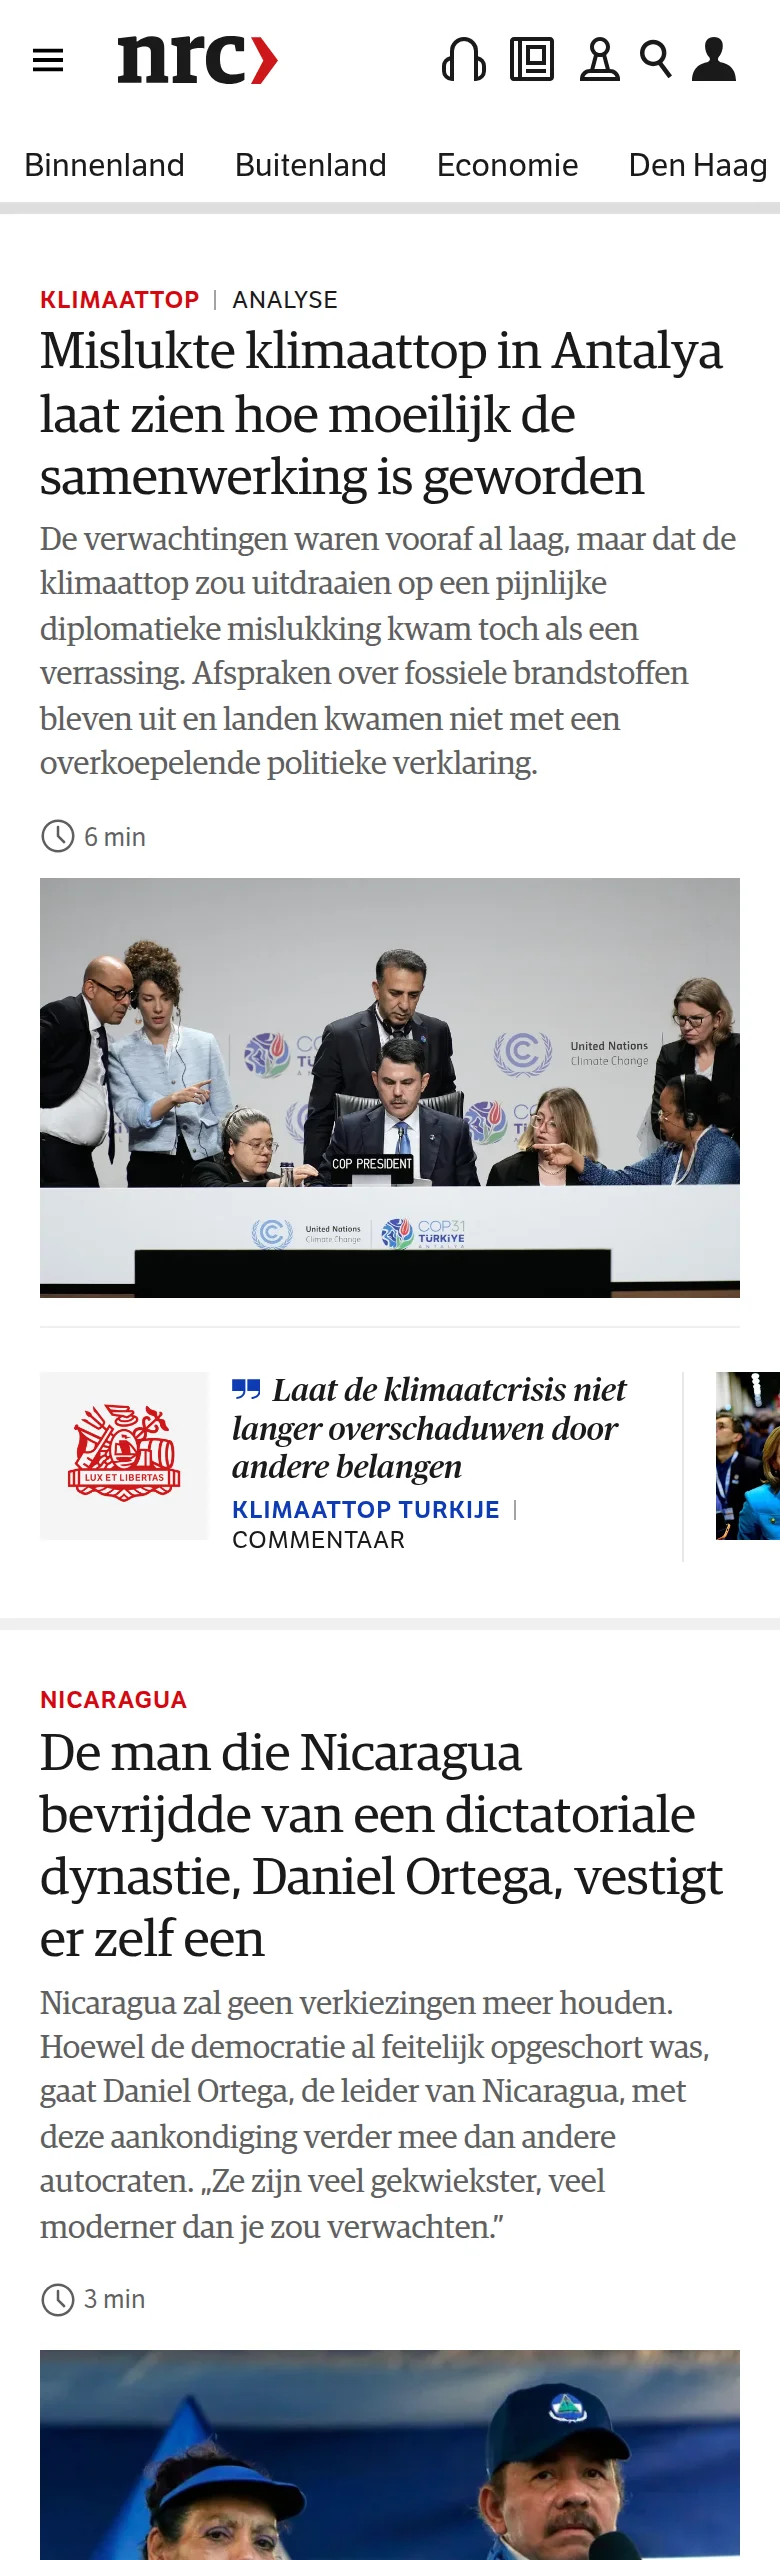 nrc
Binnenland Buitenland Economie Den Haag
KLIMAATTOP | ANALYSE
Mislukte klimaattop in Antalya
laat zien hoe moeilijk de
samenwerking is geworden
De verwachtingen waren vooraf al laag, maar dat de
klimaattop zou uitdraaien op een pijnlijke
diplomatieke mislukking kwam toch als een
verrassing. Afspraken over fossiele brandstoffen
bleven uit en landen kwamen niet met een
overkoepelende politieke verklaring.
6 min
United Nations
Climate Change
COP PRESIDENT
United Nations
Climate Change
COP31
TÜRKİYE
ANTALYA
LUX ET LIBERTAS
Laat de klimaatcrisis niet
langer overschaduwen door
andere belangen
KLIMAATTOP TURKIJE |
COMMENTAAR
NICARAGUA
De man die Nicaragua
bevrijdde van een dictatoriale
dynastie, Daniel Ortega, vestigt
er zelf een
Nicaragua zal geen verkiezingen meer houden.
Hoewel de democratie al feitelijk opgeschort was,
gaat Daniel Ortega, de leider van Nicaragua, met
deze aankondiging verder mee dan andere
autocraten. „Ze zijn veel gekwiekster, veel
moderner dan je zou verwachten.”
3 min